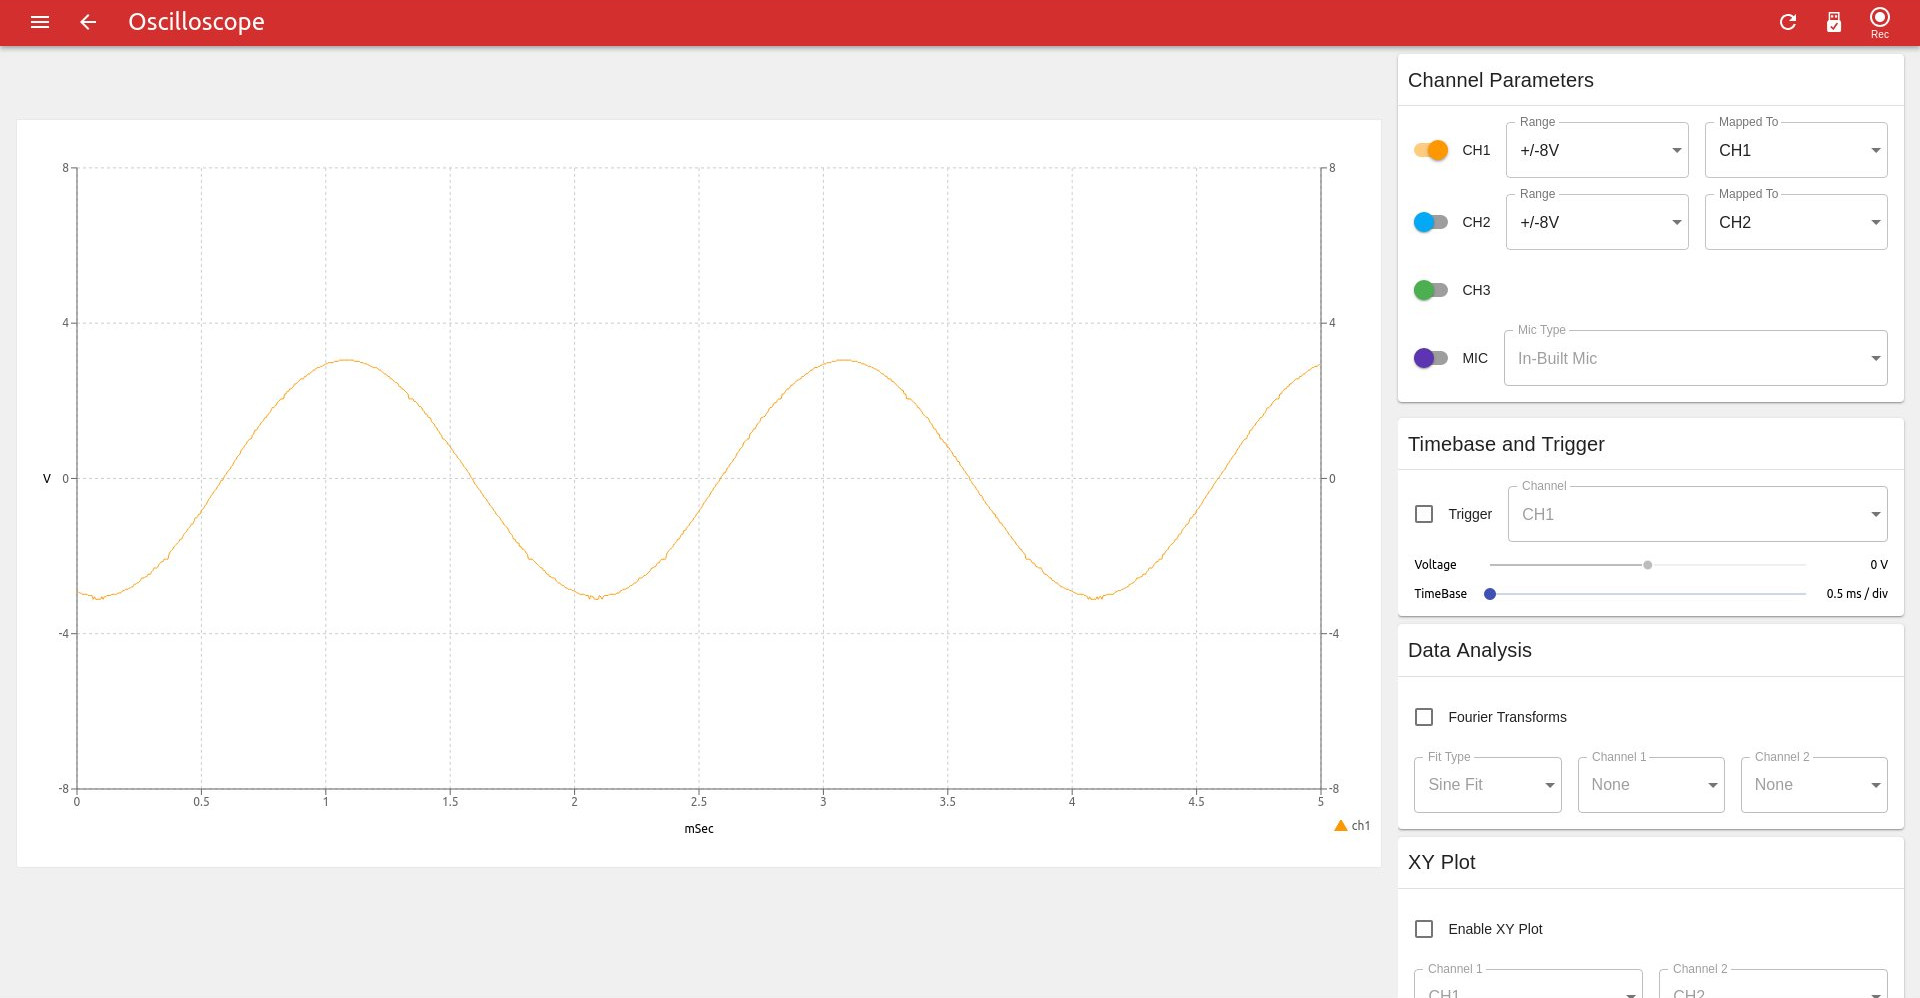 Oscilloscope
Rec
Channel Parameters
CH1
Range
+/-8V
Mapped To
CH1
CH2
Range
+/-8V
Mapped To
CH2
CH3
MIC
Mic Type
In-Built Mic
Timebase and Trigger
Trigger
Channel
CH1
Voltage
0 V
TimeBase
0.5 ms / div
Data Analysis
Fourier Transforms
Fit Type
Sine Fit
Channel 1
None
Channel 2
None
XY Plot
Enable XY Plot
Channel 1
CH1
Channel 2
CH2
8
4
0
-4
-8
V
8
4
0
-4
-8
0 0.5 1 1.5 2 2.5 3 3.5 4 4.5 5
mSec
ch1